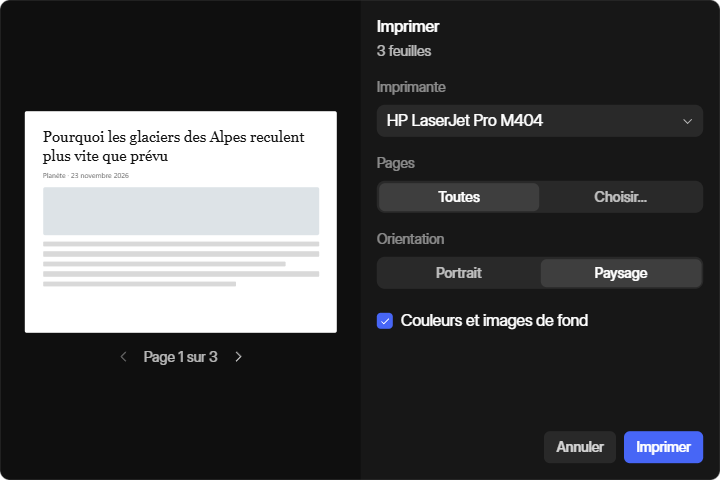 Pourquoi les glaciers des Alpes reculent
plus vite que prévu
Planète · 23 novembre 2026
Page 1 sur 3
Imprimer
3 feuilles
Imprimante
HP LaserJet Pro M404
Pages
Toutes
Choisir...
Orientation
Portrait
Paysage
Couleurs et images de fond
Annuler
Imprimer